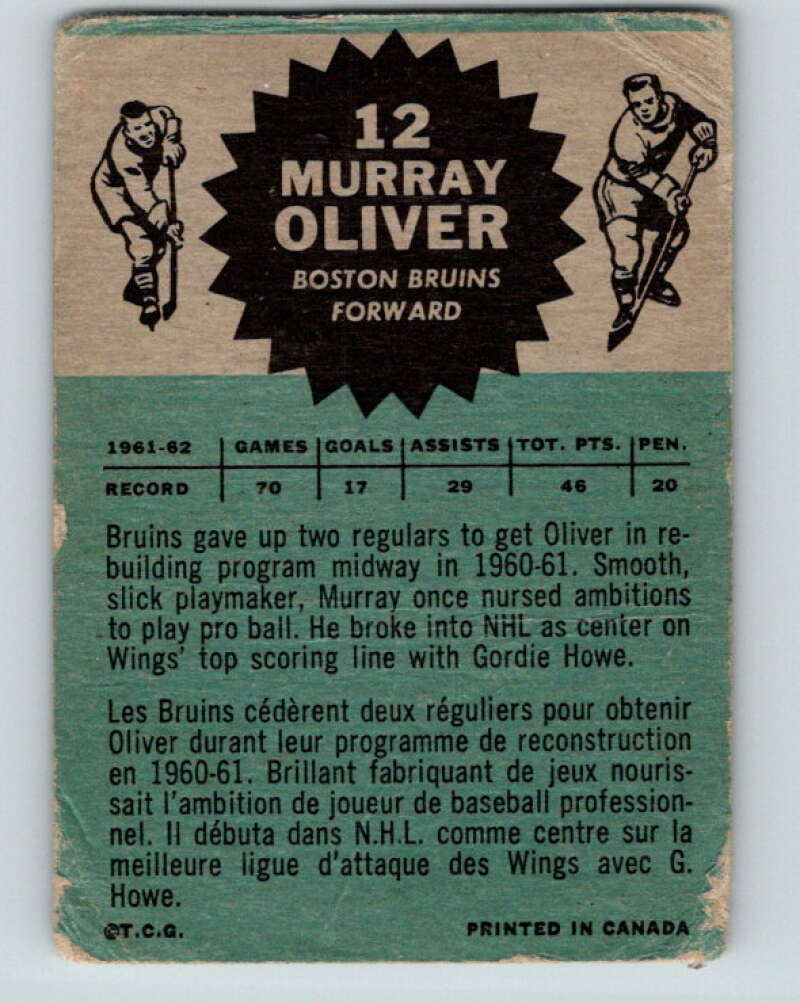 12
MURRAY
OLIVER
BOSTON BRUINS
FORWARD
1961-62 GAMES GOALS ASSISTS TOT. PTS. PEN.
RECORD 70 17 29 46 20
Bruins gave up two regulars to get Oliver in re-
building program midway in 1960-61. Smooth,
slick playmaker, Murray once nursed ambitions
to play pro ball. He broke into NHL as center on
Wings' top scoring line with Gordie Howe.
Les Bruins cédèrent deux réguliers pour obtenir
Oliver durant leur programme de reconstruction
en 1960-61. Brillant fabriquant de jeux nouris-
sait l'ambition de joueur de baseball profession-
nel. Il débuta dans N.H.L. comme centre sur la
meilleure ligue d'attaque des Wings avec G.
Howe.
©T.C.G. PRINTED IN CANADA